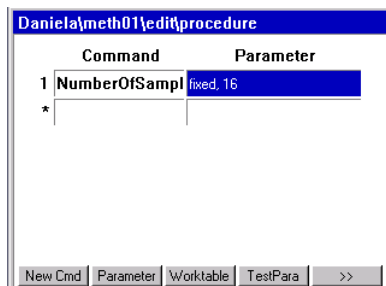 Daniela\meth01\edit\procedure
Command Parameter
1 NumberOfSampl fixed, 16
*
New Cmd Parameter Worktable TestPara >>